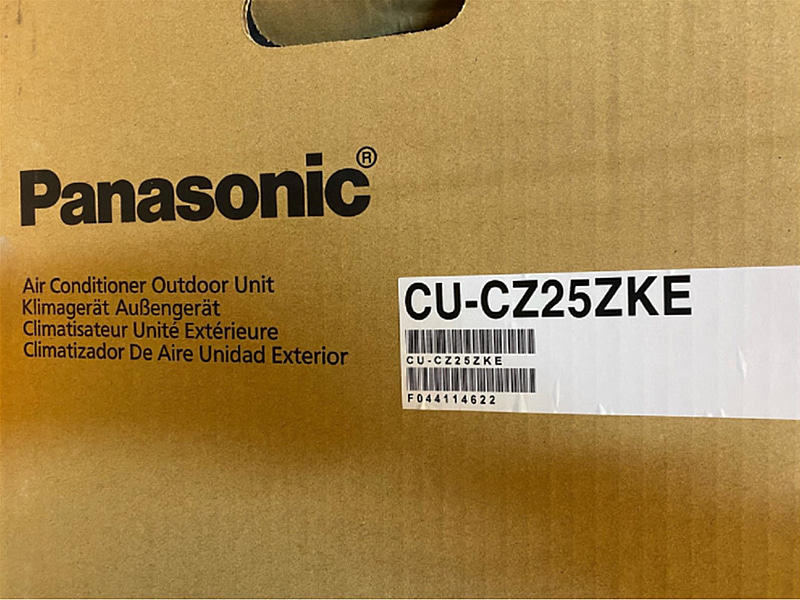 Panasonic®
Air Conditioner Outdoor Unit
Klimagerät Außengerät
Climatisateur Unité Extérieure
Climatizador De Aire Unidad Exterior
CU-CZ25ZKE
CU-CZ25ZKE
F044114622